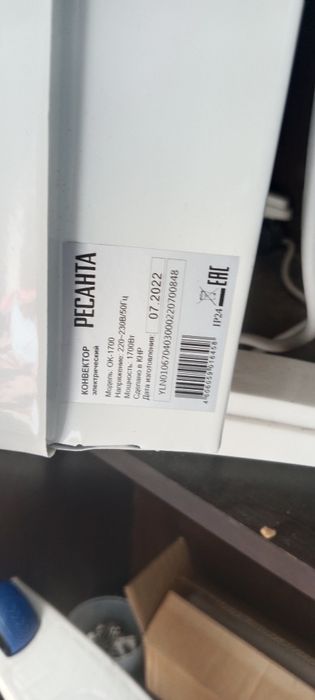 КОНВЕКТОР
электрический
РЕСАНТА
Модель: ОК-1700
Напряжение: 220~230В/50Гц
Мощность: 1700Вт
Сделано в КНР
Дата изготовления: 07.2022
YLN010670403000220700848
IP24
EAC